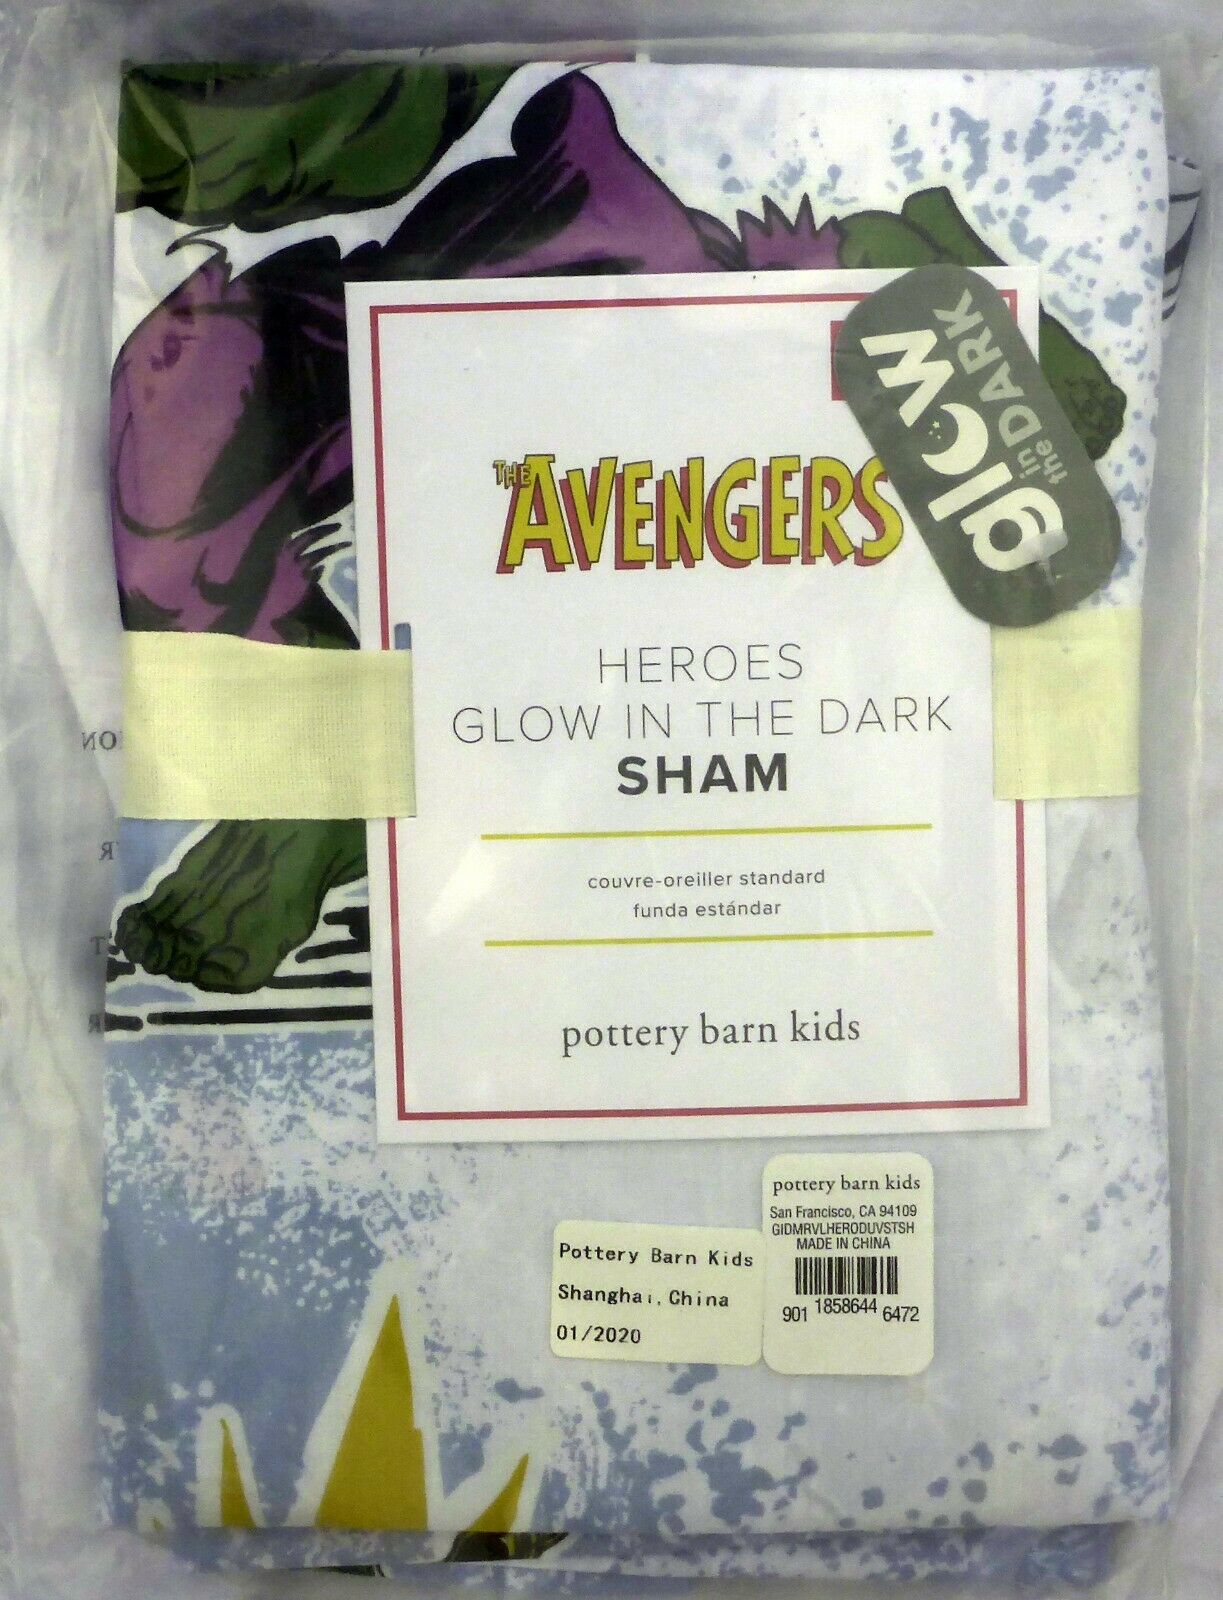 glow
in
the
DARK
THE
AVENGERS
HEROES
GLOW IN THE DARK
SHAM
couvre-oreiller standard
funda estándar
pottery barn kids
Pottery Barn Kids
Shanghai, China
01/2020
pottery barn kids
San Francisco, CA 94109
GIDMRVLHERODUVSTSH
MADE IN CHINA
901 1858644 6472